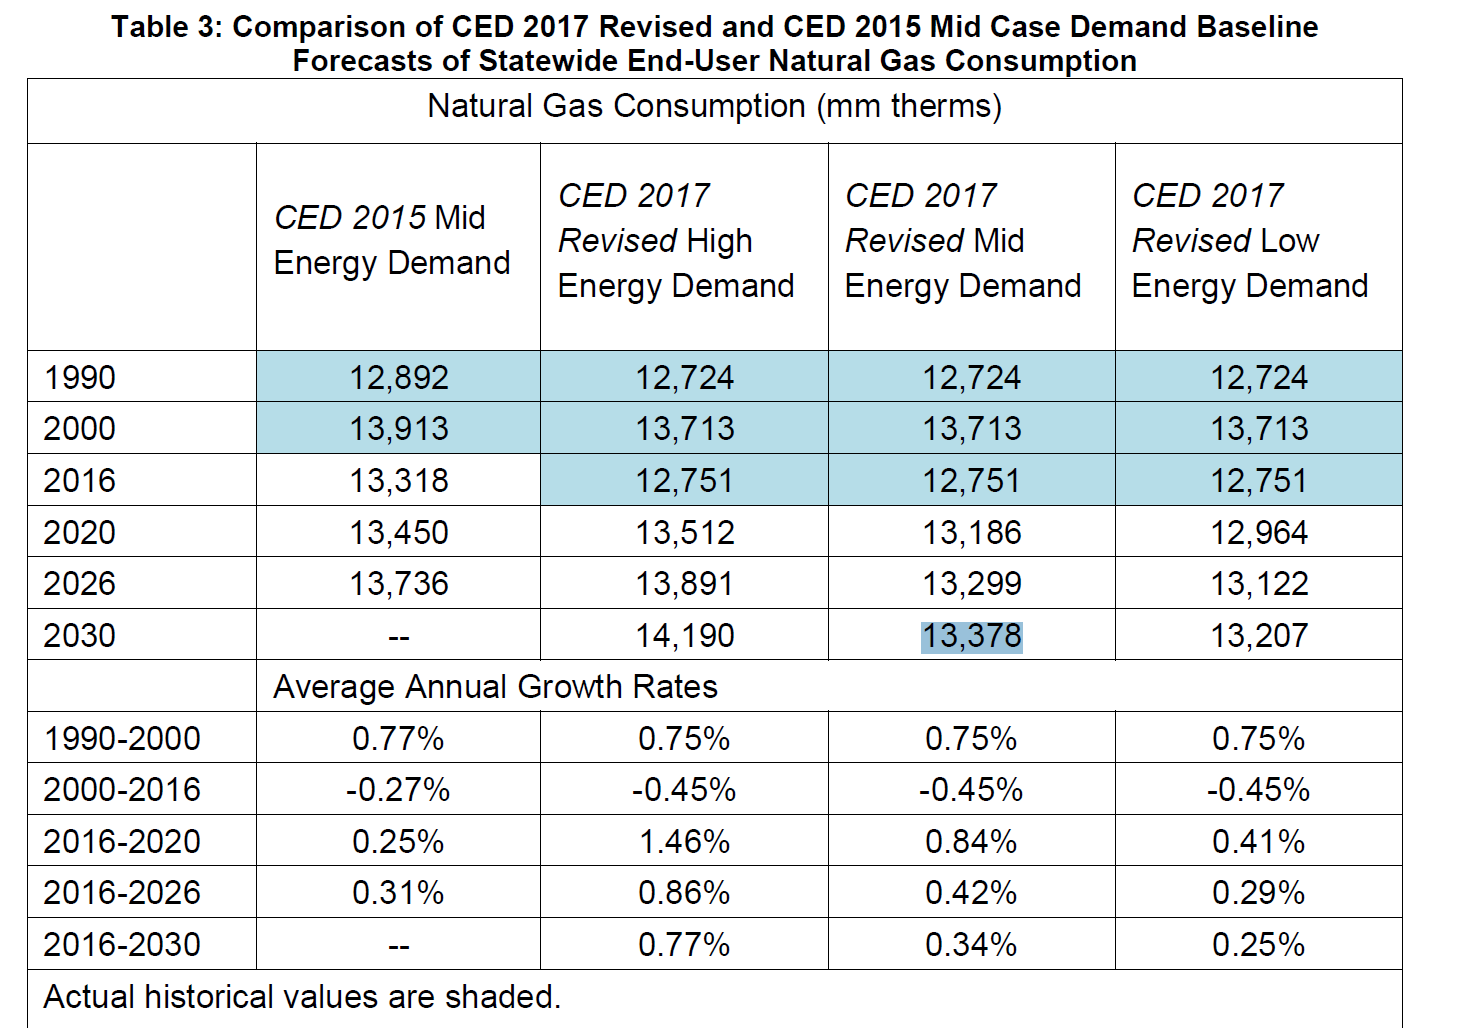 Table 3: Comparison of CED 2017 Revised and CED 2015 Mid Case Demand Baseline
Forecasts of Statewide End-User Natural Gas Consumption
Natural Gas Consumption (mm therms)
CED 2015 Mid Energy Demand CED 2017 Revised High Energy Demand CED 2017 Revised Mid Energy Demand CED 2017 Revised Low Energy Demand
1990 12,892 12,724 12,724 12,724
2000 13,913 13,713 13,713 13,713
2016 13,318 12,751 12,751 12,751
2020 13,450 13,512 13,186 12,964
2026 13,736 13,891 13,299 13,122
2030 -- 14,190 13,378 13,207
Average Annual Growth Rates
1990-2000 0.77% 0.75% 0.75% 0.75%
2000-2016 -0.27% -0.45% -0.45% -0.45%
2016-2020 0.25% 1.46% 0.84% 0.41%
2016-2026 0.31% 0.86% 0.42% 0.29%
2016-2030 -- 0.77% 0.34% 0.25%
Actual historical values are shaded.